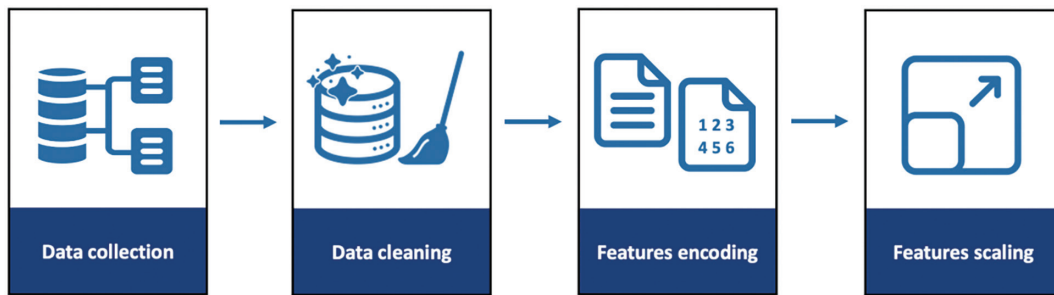 1 2 3
4 5 6
Data collection
Data cleaning
Features encoding
Features scaling